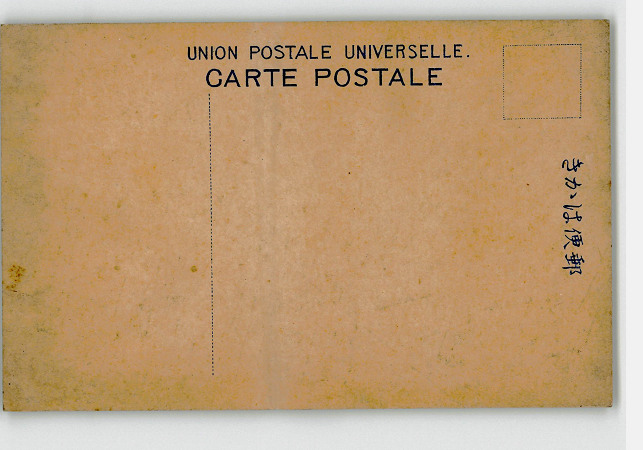 UNION POSTALE UNIVERSELLE.
CARTE POSTALE
郵便はかき